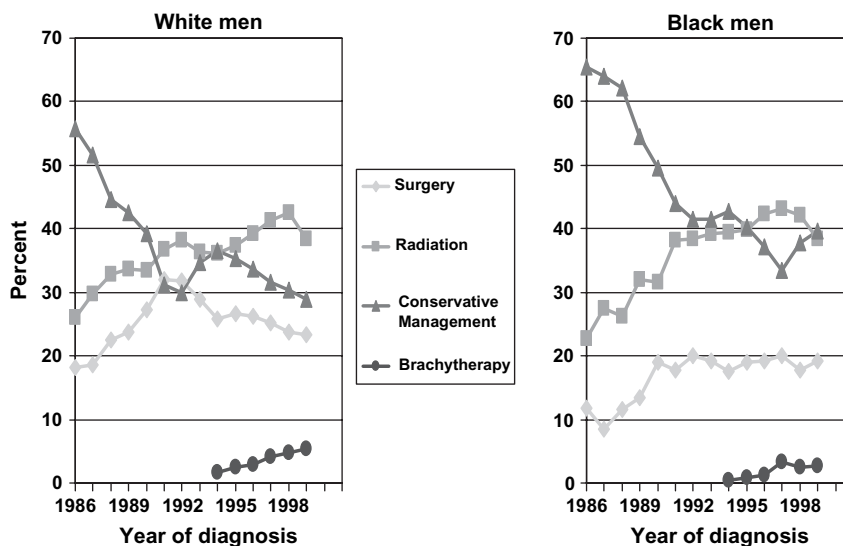 White men
70
60
50
40
30
20
10
0
Percent
1986 1989 1992 1995 1998
Year of diagnosis
Surgery
Radiation
Conservative
Management
Brachytherapy
Black men
70
60
50
40
30
20
10
0
1986 1989 1992 1995 1998
Year of diagnosis